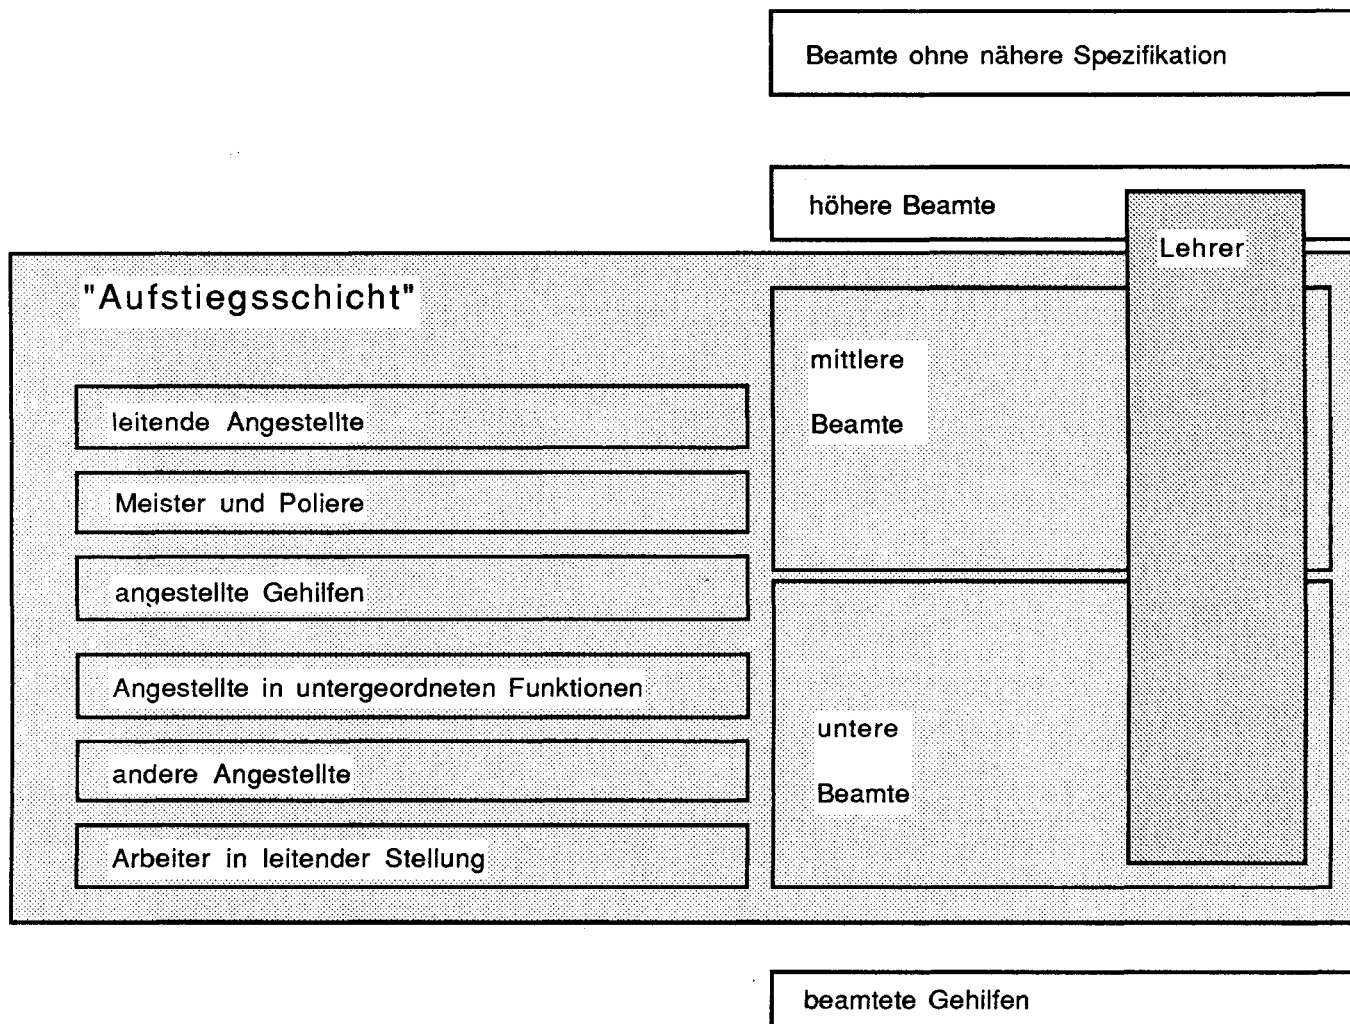 Beamte ohne nähere Spezifikation
höhere Beamte
Lehrer
"Aufstiegsschicht"
mittlere
Beamte
leitende Angestellte
Meister und Poliere
angestellte Gehilfen
Angestellte in untergeordneten Funktionen
untere
andere Angestellte
Beamte
Arbeiter in leitender Stellung
beamtete Gehilfen